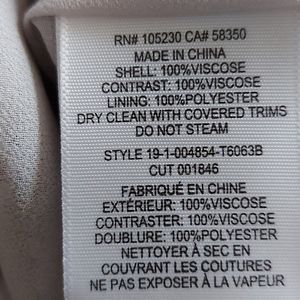 RN# 105230 CA# 58350
MADE IN CHINA
SHELL: 100%VISCOSE
CONTRAST: 100%VISCOSE
LINING: 100%POLYESTER
DRY CLEAN WITH COVERED TRIMS
DO NOT STEAM
STYLE 19-1-004854-T6063B
CUT 001846
FABRIQUÉ EN CHINE
EXTÉRIEUR: 100%VISCOSE
CONTRASTER: 100%VISCOSE
DOUBLURE: 100%POLYESTER
NETTOYER À SEC EN
COUVRANT LES COUTURES
NE PAS EXPOSER À LA VAPEUR